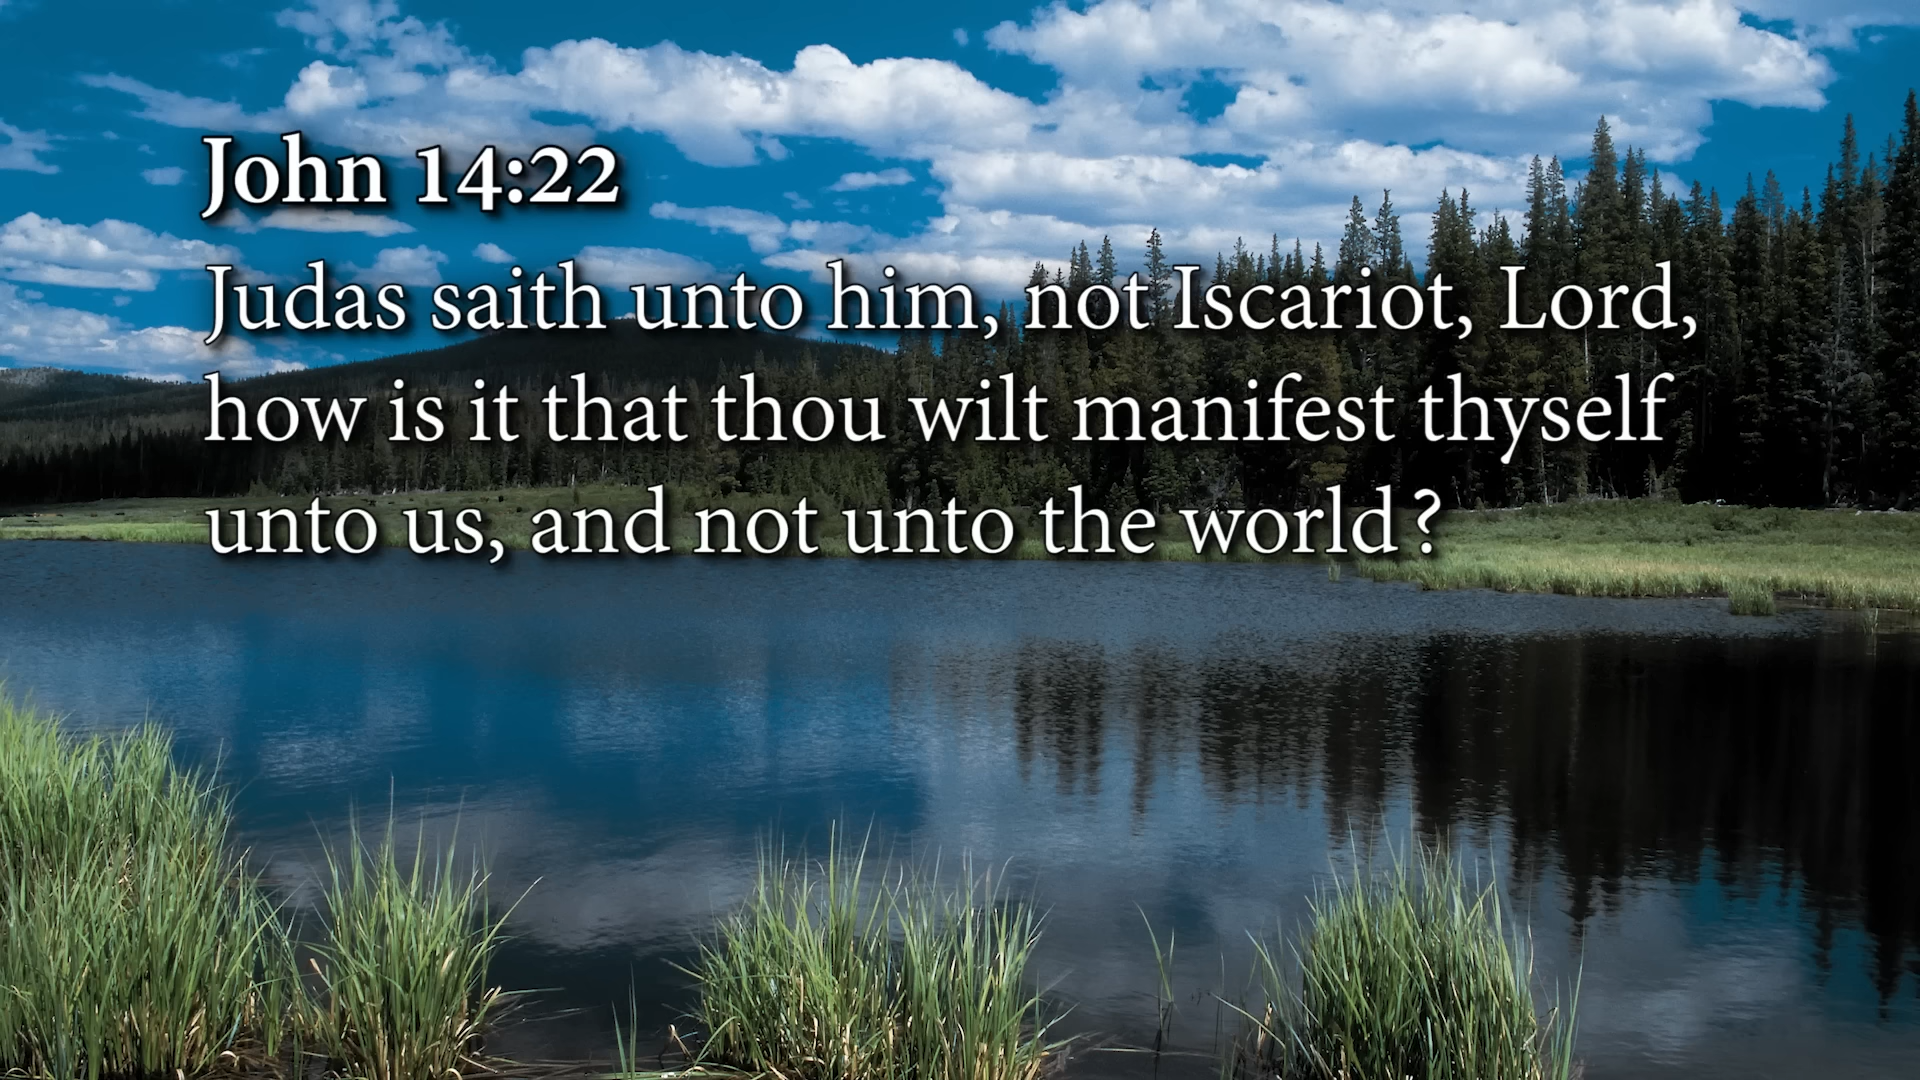 John 14:22
Judas saith unto him, not Iscariot, Lord,
how is it that thou wilt manifest thyself
unto us, and not unto the world?